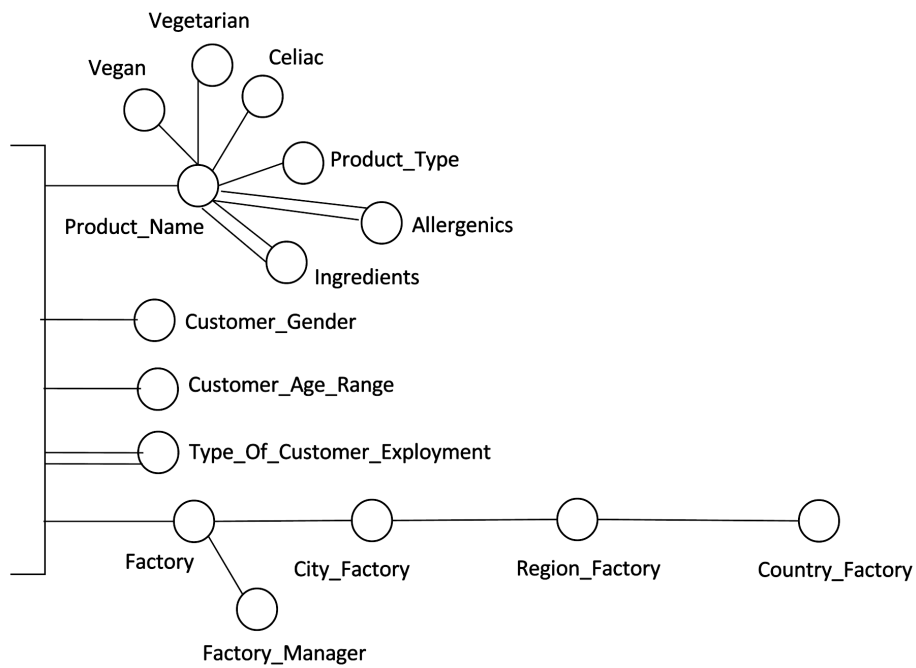 Vegetarian
Vegan
Celiac
Product_Type
Product_Name
Allergenics
Ingredients
Customer_Gender
Customer_Age_Range
Type_Of_Customer_Exployment
Factory
City_Factory
Region_Factory
Country_Factory
Factory_Manager